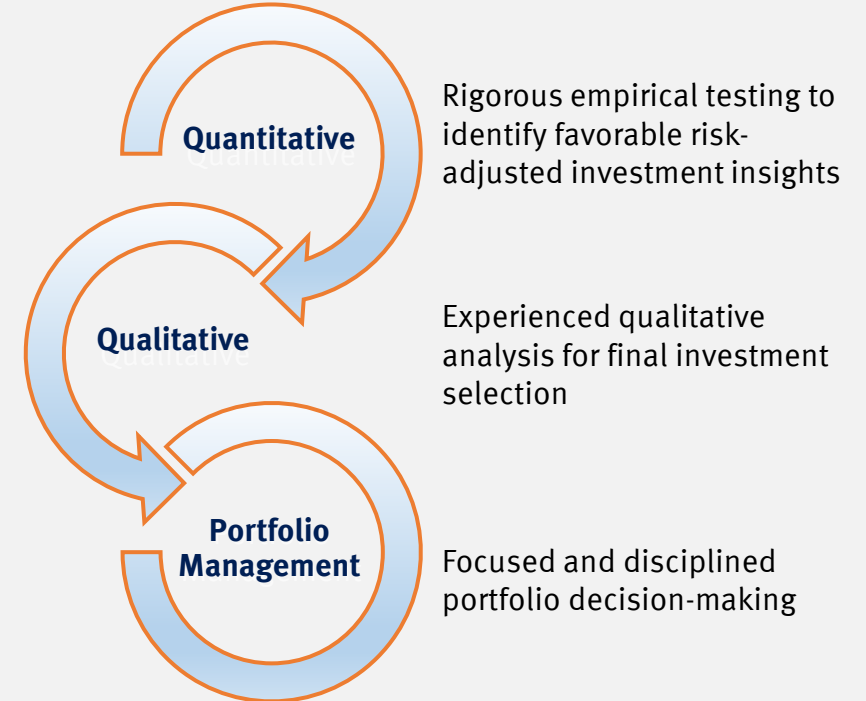 Quantitative
Rigorous empirical testing to
identify favorable risk-
adjusted investment insights
Qualitative
Experienced qualitative
analysis for final investment
selection
Portfolio
Management
Focused and disciplined
portfolio decision-making